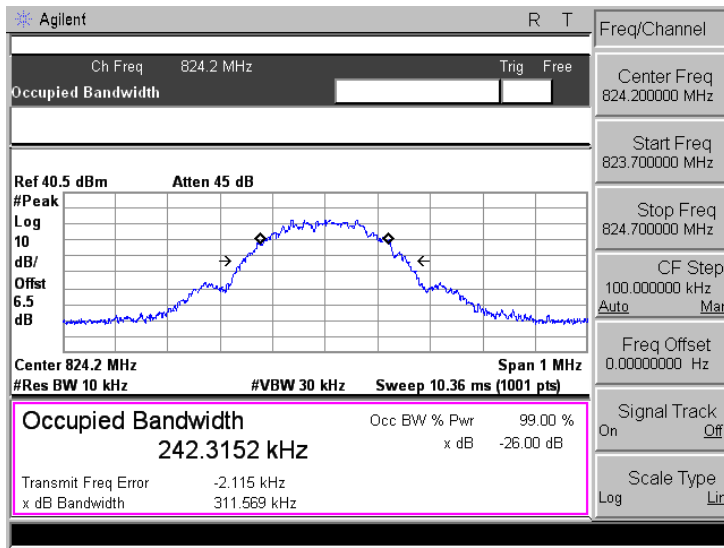 Agilent R T
Ch Freq 824.2 MHz Trig Free
Occupied Bandwidth
Ref 40.5 dBm Atten 45 dB
#Peak
Log
10
dB/
Offst
6.5
dB
Center 824.2 MHz Span 1 MHz
#Res BW 10 kHz #VBW 30 kHz Sweep 10.36 ms (1001 pts)
Occupied Bandwidth
242.3152 kHz
Occ BW % Pwr 99.00 %
x dB -26.00 dB
Transmit Freq Error -2.115 kHz
x dB Bandwidth 311.569 kHz
Freq/Channel
Center Freq
824.200000 MHz
Start Freq
823.700000 MHz
Stop Freq
824.700000 MHz
CF Step
100.000000 kHz
Auto Man
Freq Offset
0.00000000 Hz
Signal Track
On Off
Scale Type
Log Lin